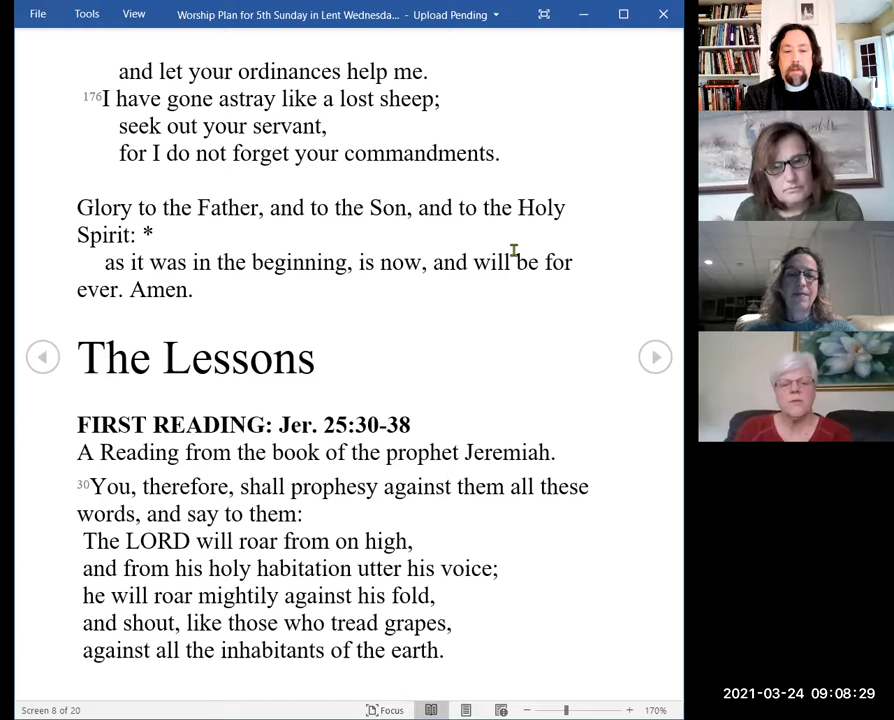 File Tools View Worship Plan for 5th Sunday in Lent Wednesda... - Upload Pending
and let your ordinances help me.
176I have gone astray like a lost sheep;
seek out your servant,
for I do not forget your commandments.
Glory to the Father, and to the Son, and to the Holy
Spirit: *
as it was in the beginning, is now, and will be for
ever. Amen.
The Lessons
FIRST READING: Jer. 25:30-38
A Reading from the book of the prophet Jeremiah.
30You, therefore, shall prophesy against them all these
words, and say to them:
The LORD will roar from on high,
and from his holy habitation utter his voice;
he will roar mightily against his fold,
and shout, like those who tread grapes,
against all the inhabitants of the earth.
Screen 8 of 20 Focus 170%
2021-03-24 09:08:29